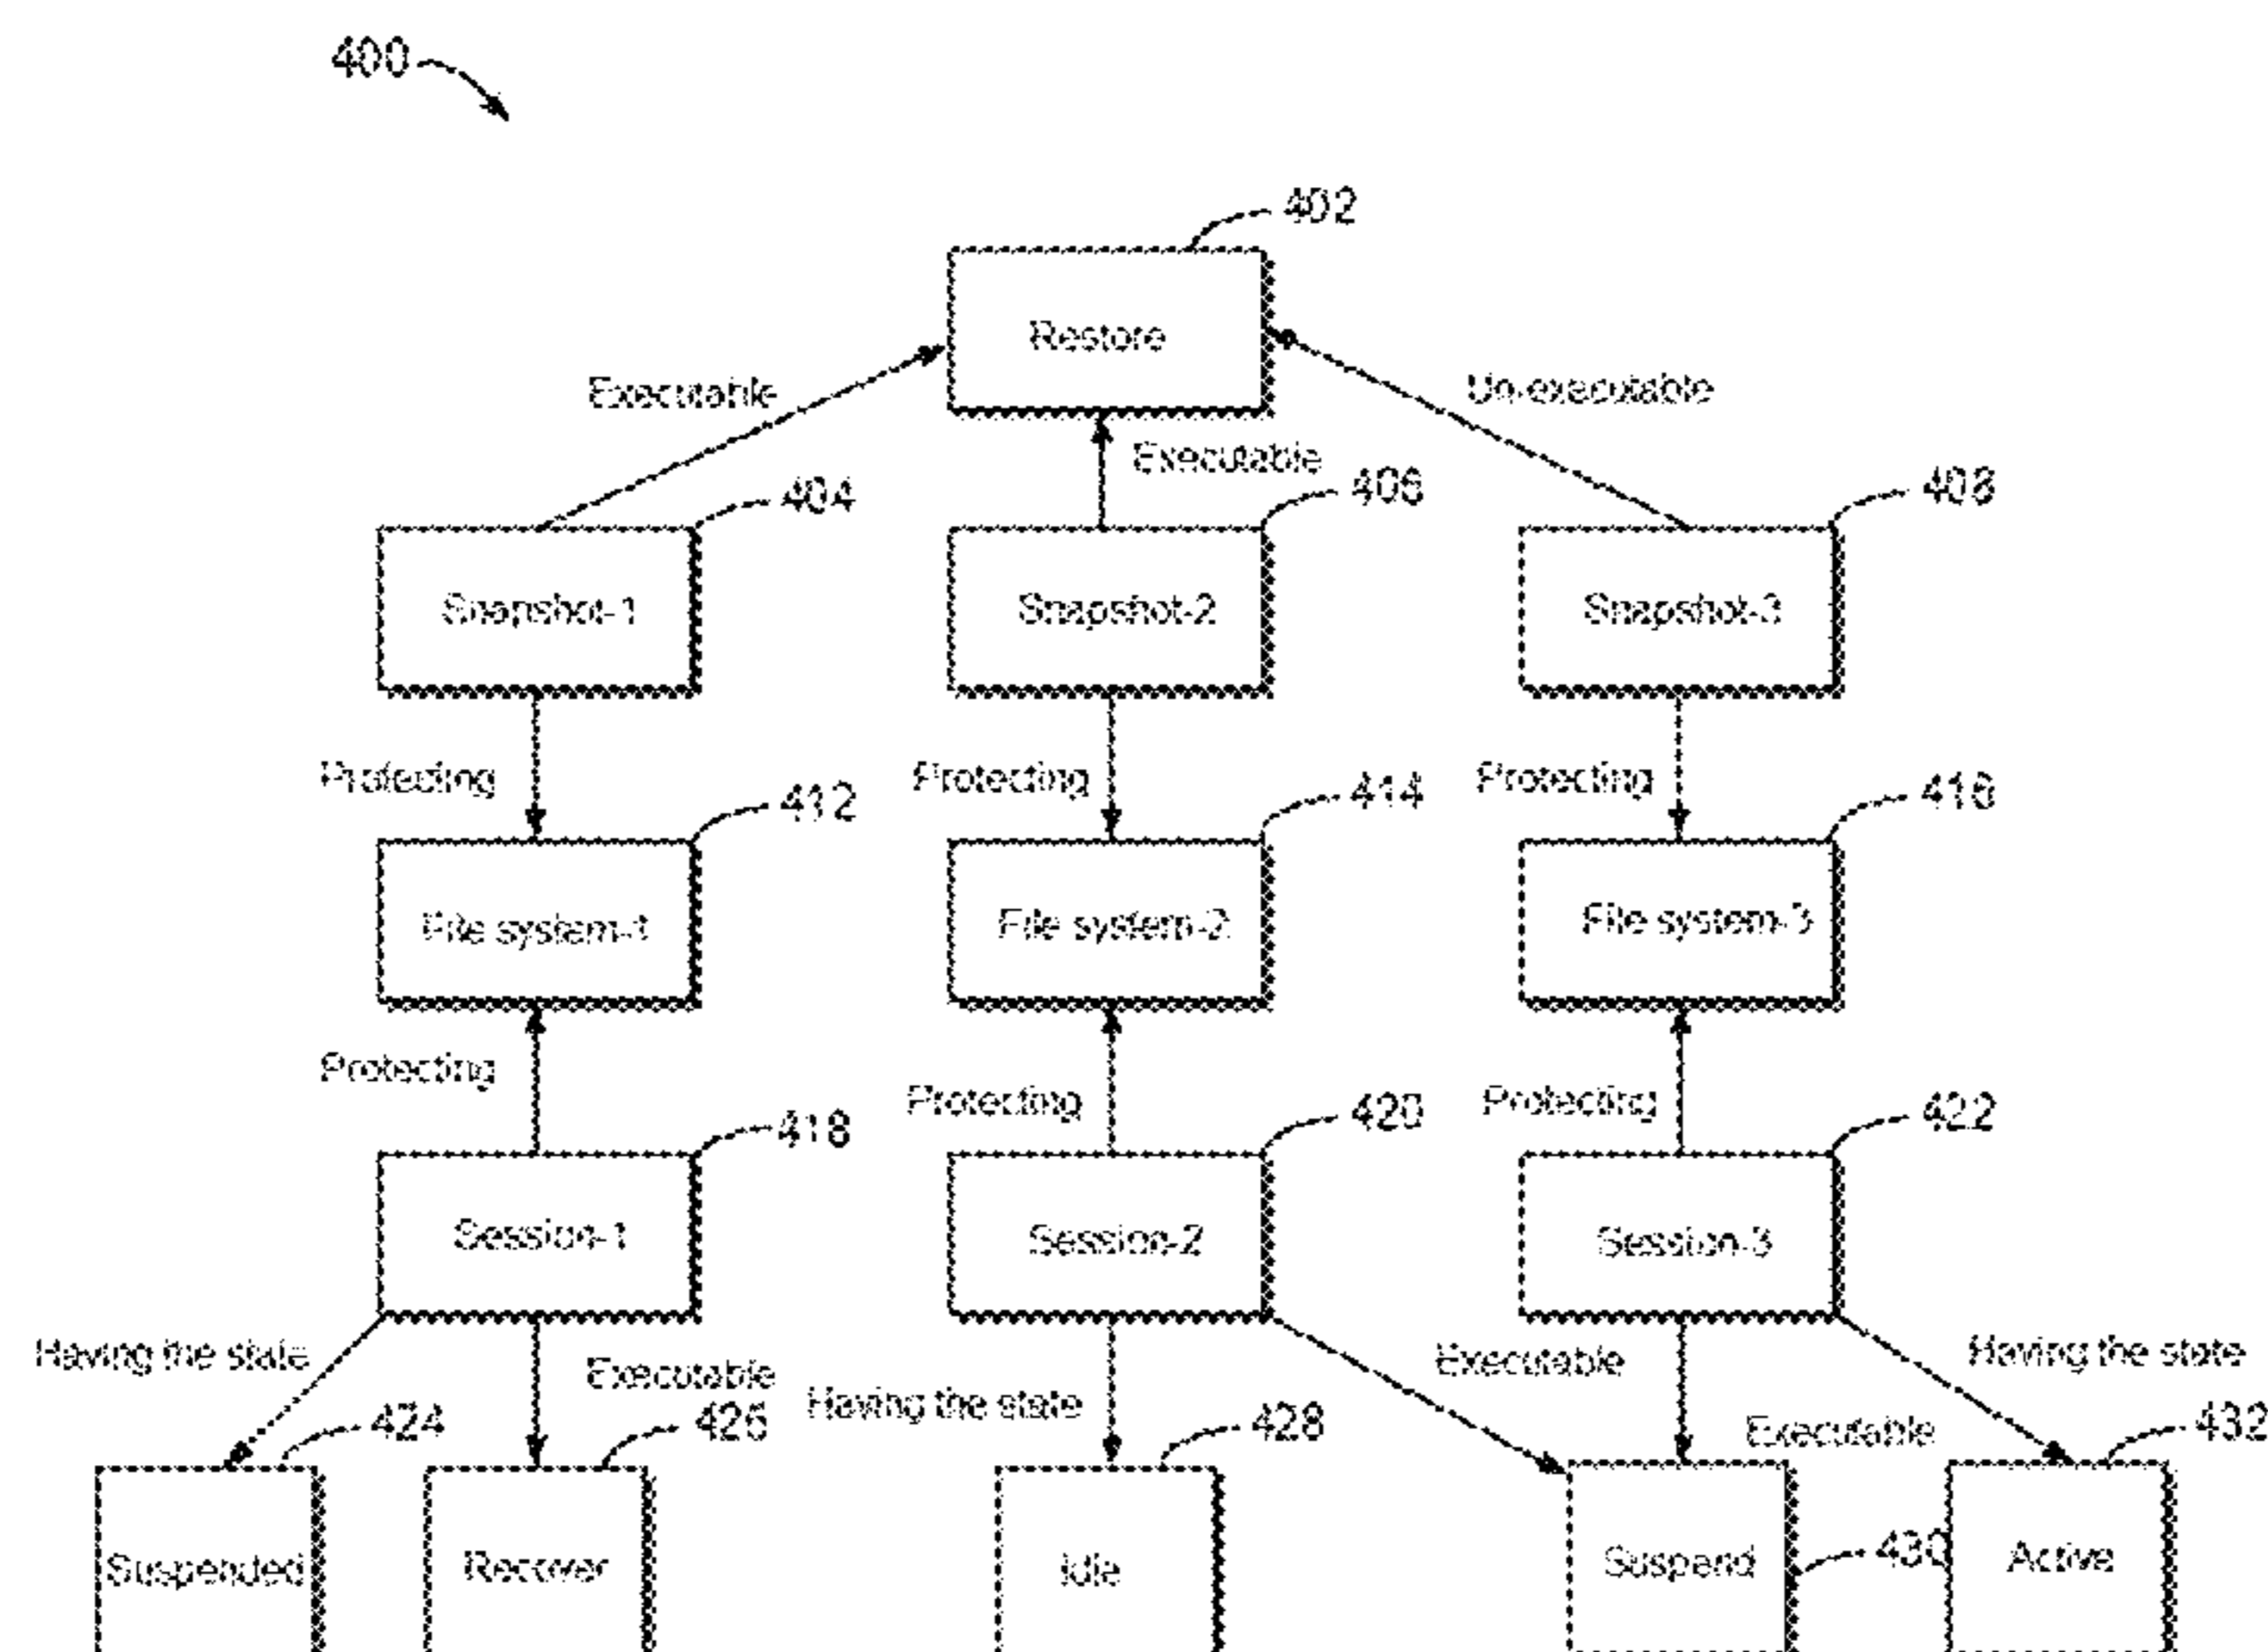 400
402
Restore
Executable
Un-executable
Executable
404
406
408
Snapshot-1
Snapshot-2
Snapshot-3
Protecting
Protecting
Protecting
412
414
416
File system-1
File system-2
File system-3
Protecting
Protecting
Protecting
418
420
422
Session-1
Session-2
Session-3
Having the state
Executable
Having the state
Executable
Executable
Having the state
424
426
428
432
Suspended
Recover
Idle
Suspend
430
Active